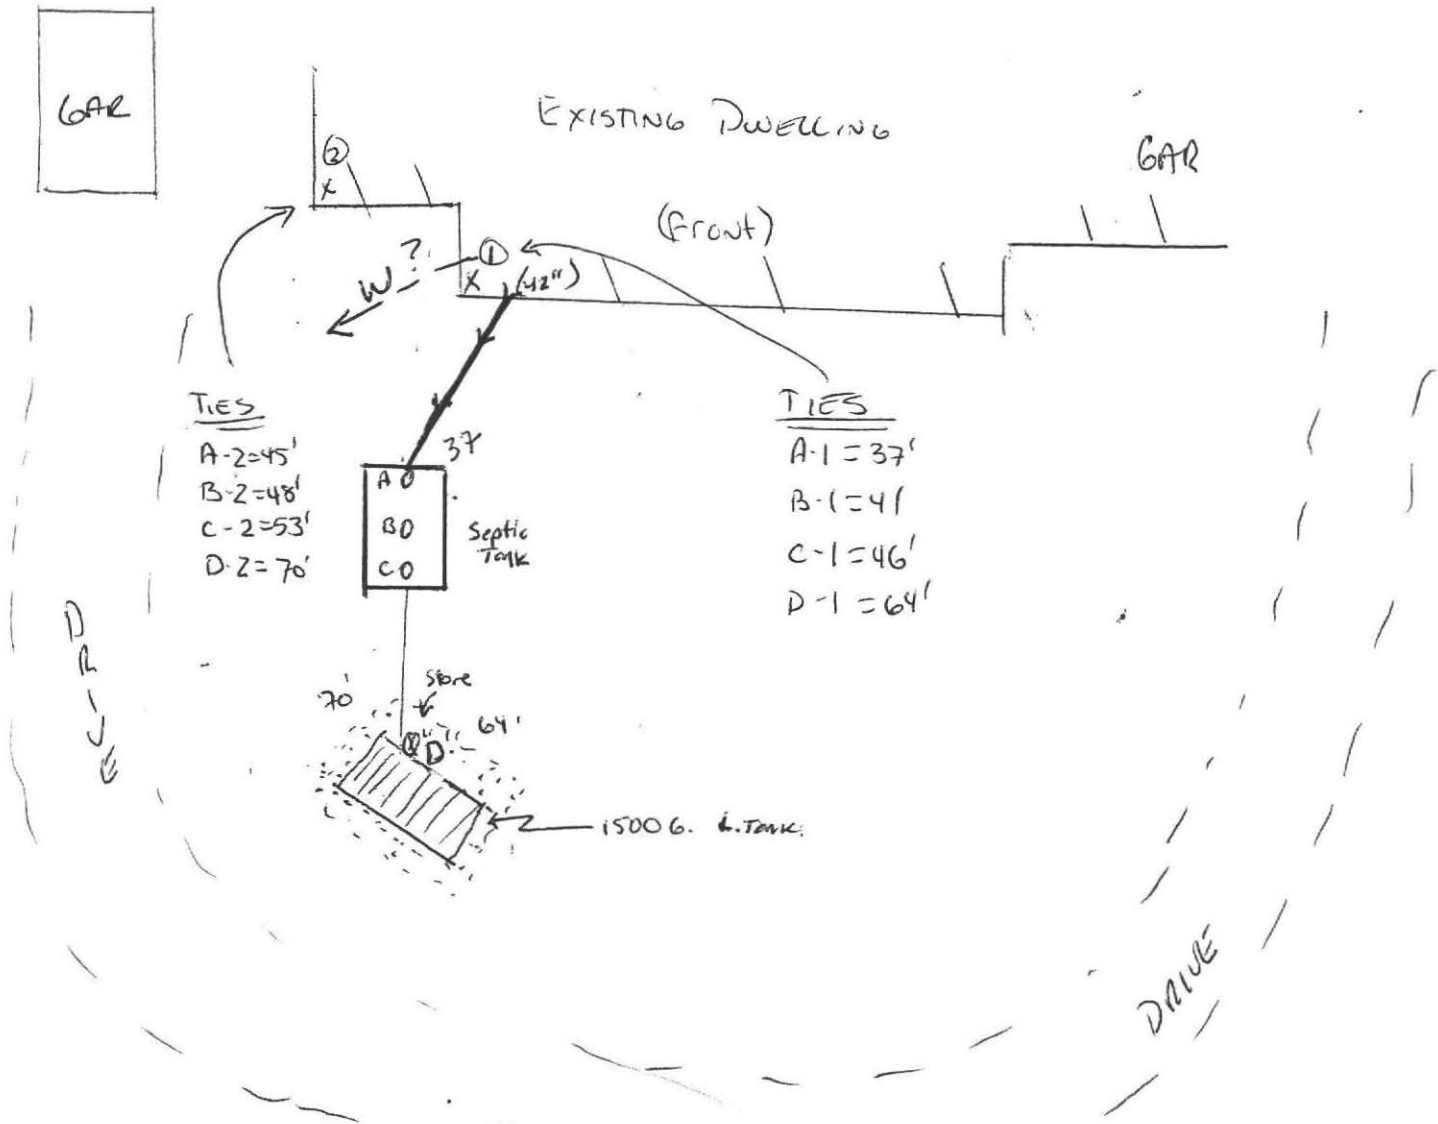 GAR
EXISTING DWELLING
GAR
②
X
(Front)
①
X
(42")
W ?
TIES
A-2=45'
B-2=48'
C-2=53'
D-2=70'
TIES
A-1=37'
B-1=41
C-1=46'
D-1=64'
37
A
B
C
Septic
Tank
DRIVE
70'
Stone
64'
D
1500 G. L. Tank
DRIVE